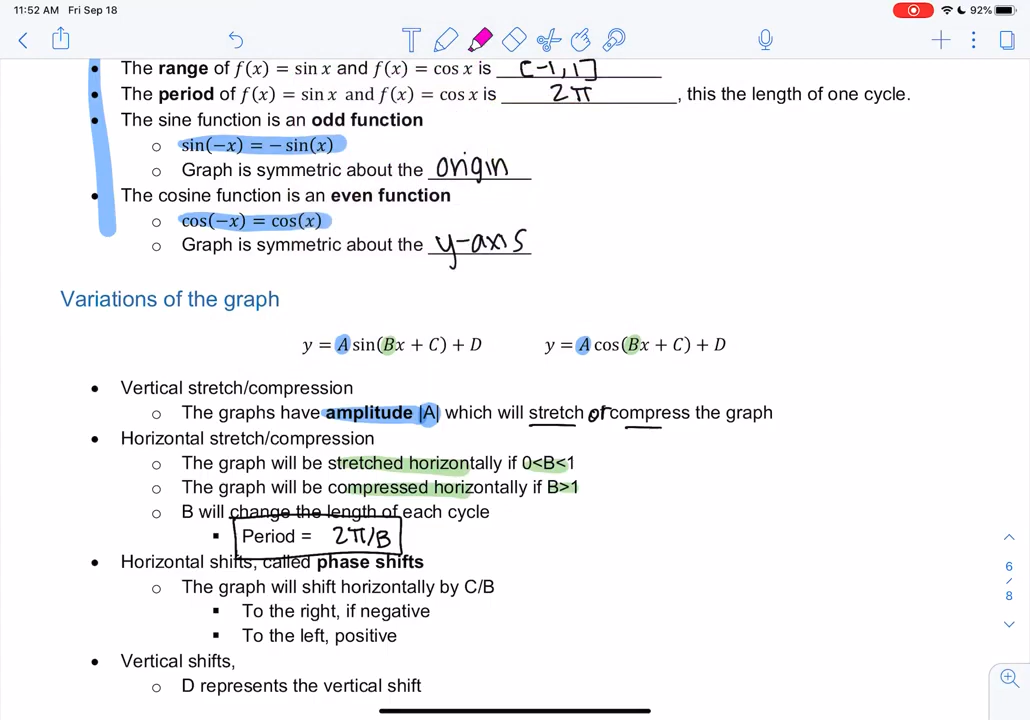 11:52 AM Fri Sep 18
92%
• The range of f(x) = sin x and f(x) = cos x is [-1,1]
• The period of f(x) = sin x and f(x) = cos x is 2π, this the length of one cycle.
• The sine function is an odd function
○ sin(−x) = − sin(x)
○ Graph is symmetric about the origin
• The cosine function is an even function
○ cos(−x) = cos(x)
○ Graph is symmetric about the y-axis
Variations of the graph
y = A sin(Bx + C) + D y = A cos(Bx + C) + D
• Vertical stretch/compression
○ The graphs have amplitude |A| which will stretch or compress the graph
• Horizontal stretch/compression
○ The graph will be stretched horizontally if 0<B<1
○ The graph will be compressed horizontally if B>1
○ B will change the length of each cycle
▪ Period = 2π/B
• Horizontal shifts, called phase shifts
○ The graph will shift horizontally by C/B
▪ To the right, if negative
▪ To the left, positive
• Vertical shifts,
○ D represents the vertical shift
6
/
8